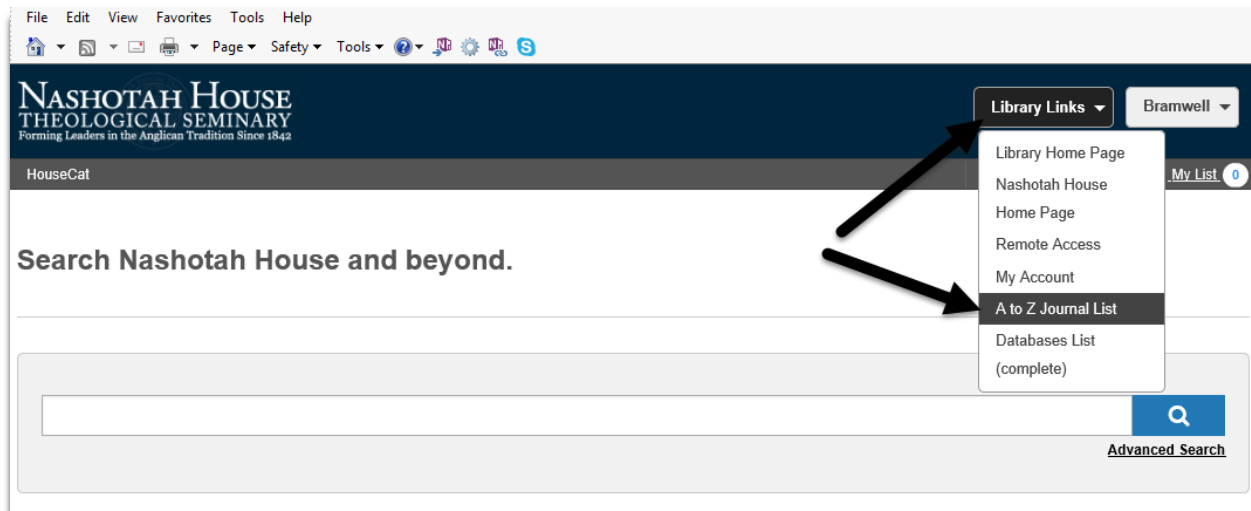 File Edit View Favorites Tools Help
Page Safety Tools
NASHOTAH HOUSE
THEOLOGICAL SEMINARY
Forming Leaders in the Anglican Tradition Since 1842
Library Links
Bramwell
HouseCat
My List 0
Library Home Page
Nashotah House
Home Page
Remote Access
My Account
A to Z Journal List
Databases List
(complete)
Search Nashotah House and beyond.
Advanced Search